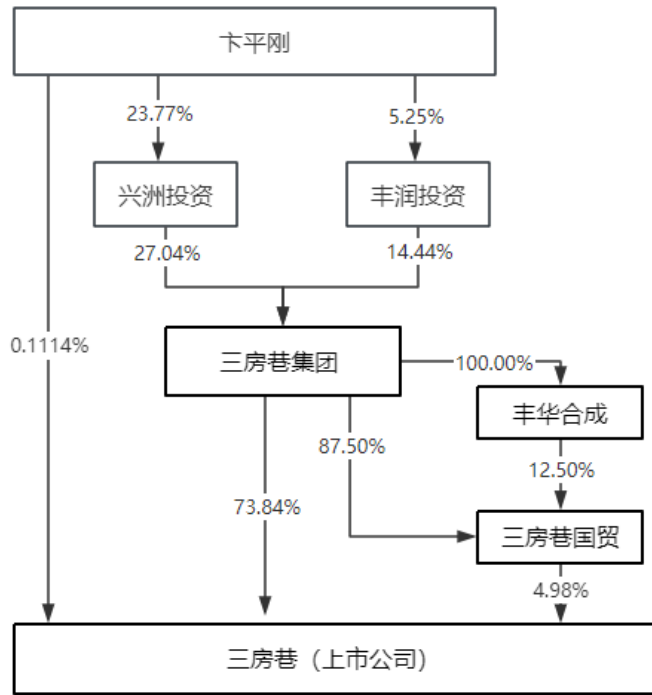 卞平刚
23.77%
5.25%
兴洲投资
丰润投资
27.04%
14.44%
0.1114%
三房巷集团
100.00%
丰华合成
87.50%
12.50%
73.84%
三房巷国贸
4.98%
三房巷（上市公司）